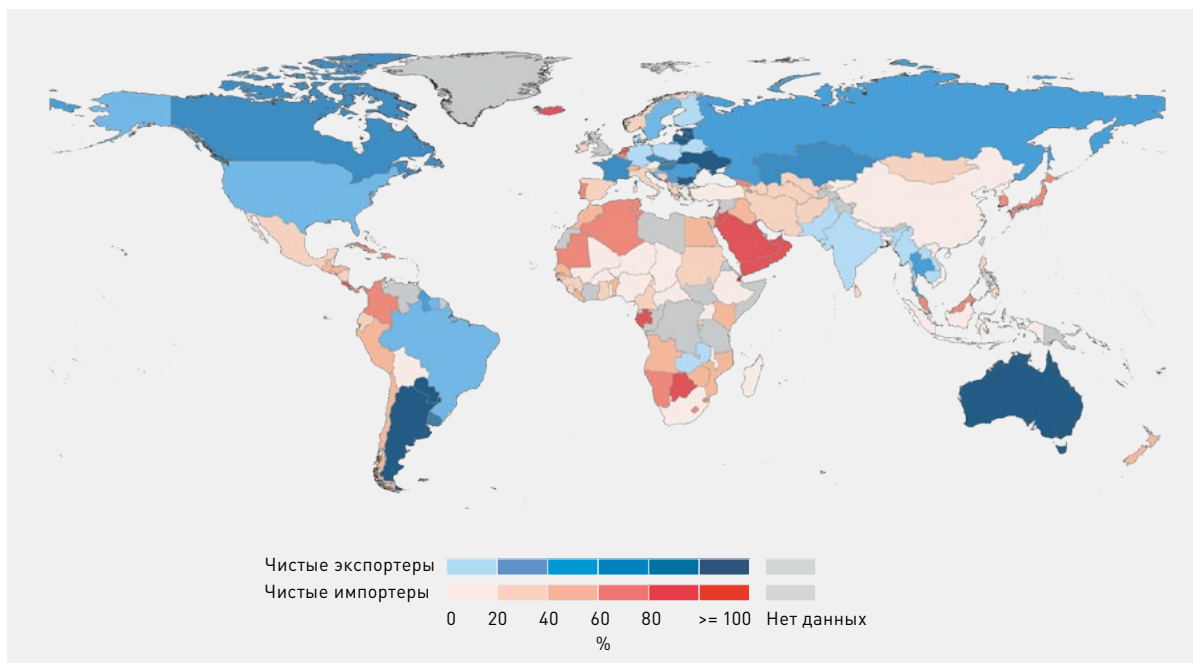 Чистые экспортеры
Чистые импортеры
0 20 40 60 80 >= 100 Нет данных
%